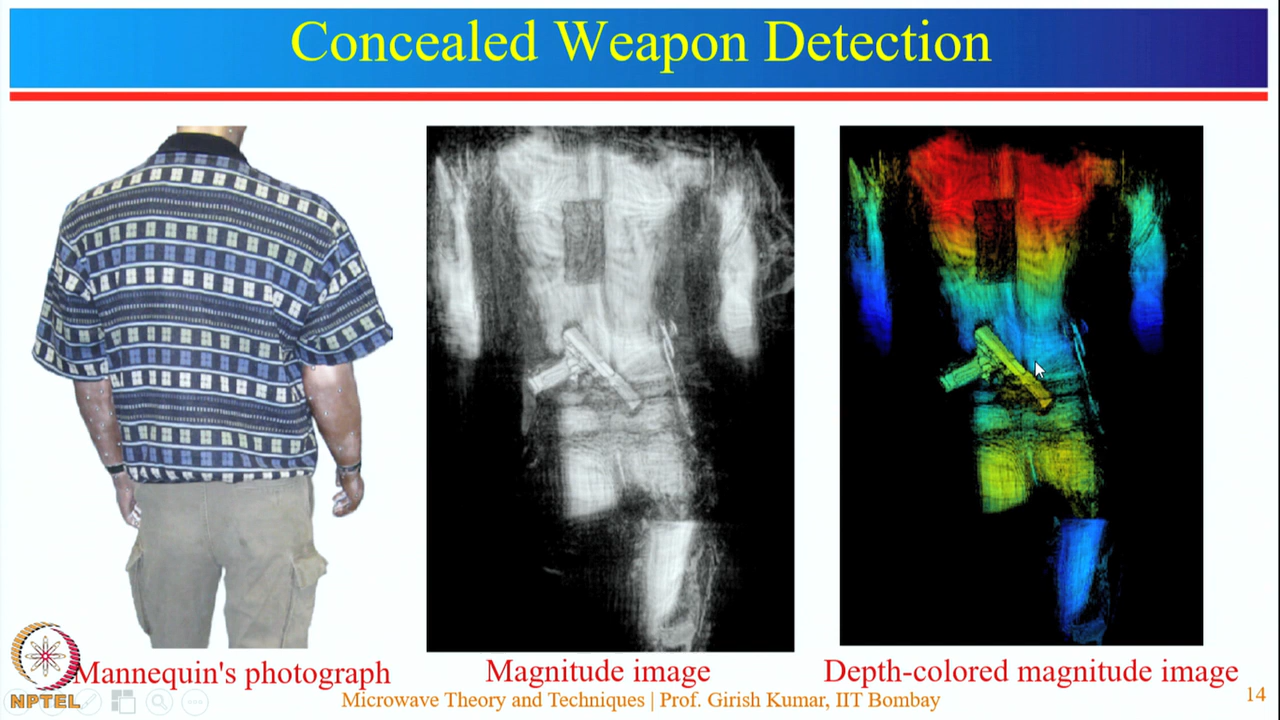 Concealed Weapon Detection
Mannequin's photograph
Magnitude image
Depth-colored magnitude image
NPTEL
Microwave Theory and Techniques | Prof. Girish Kumar, IIT Bombay
14